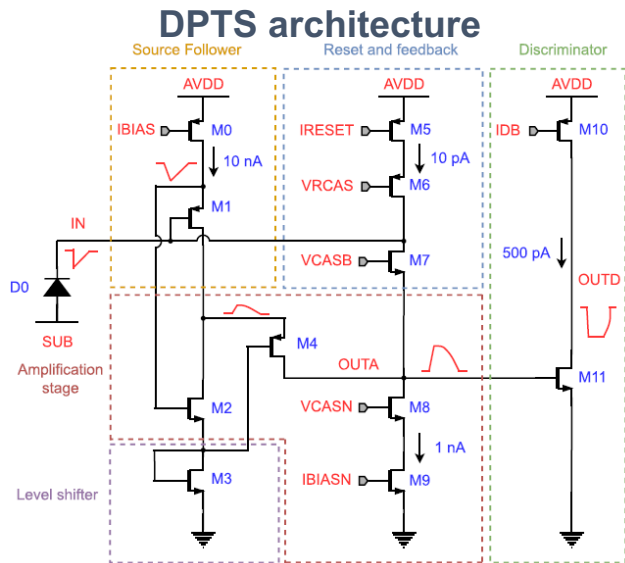 DPTS architecture
Source Follower
Reset and feedback
Discriminator
AVDD
AVDD
AVDD
IBIAS
M0
IRESET
M5
IDB
M10
10 nA
10 pA
VRCAS
M6
M1
IN
VCASB
M7
500 pA
D0
OUTD
SUB
M4
Amplification
stage
OUTA
M11
M2
VCASN
M8
1 nA
M3
IBIASN
M9
Level shifter